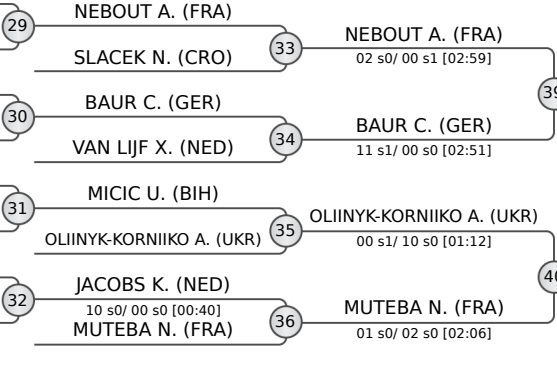 29
NEBOUT A. (FRA)
SLACEK N. (CRO)
33
NEBOUT A. (FRA)
02 s0/ 00 s1 [02:59]
30
BAUR C. (GER)
VAN LIJF X. (NED)
34
BAUR C. (GER)
11 s1/ 00 s0 [02:51]
39
31
MICIC U. (BIH)
OLIINYK-KORNIIKO A. (UKR)
35
OLIINYK-KORNIIKO A. (UKR)
00 s1/ 10 s0 [01:12]
32
JACOBS K. (NED)
10 s0/ 00 s0 [00:40]
MUTEBA N. (FRA)
36
MUTEBA N. (FRA)
01 s0/ 02 s0 [02:06]
40